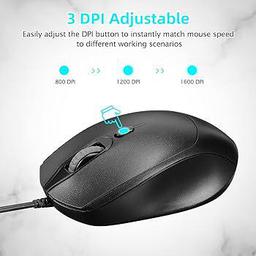 3 DPI Adjustable
Easily adjust the DPI button to instantly match mouse speed
to different working scenarios
800 DPI
1200 DPI
1600 DPI